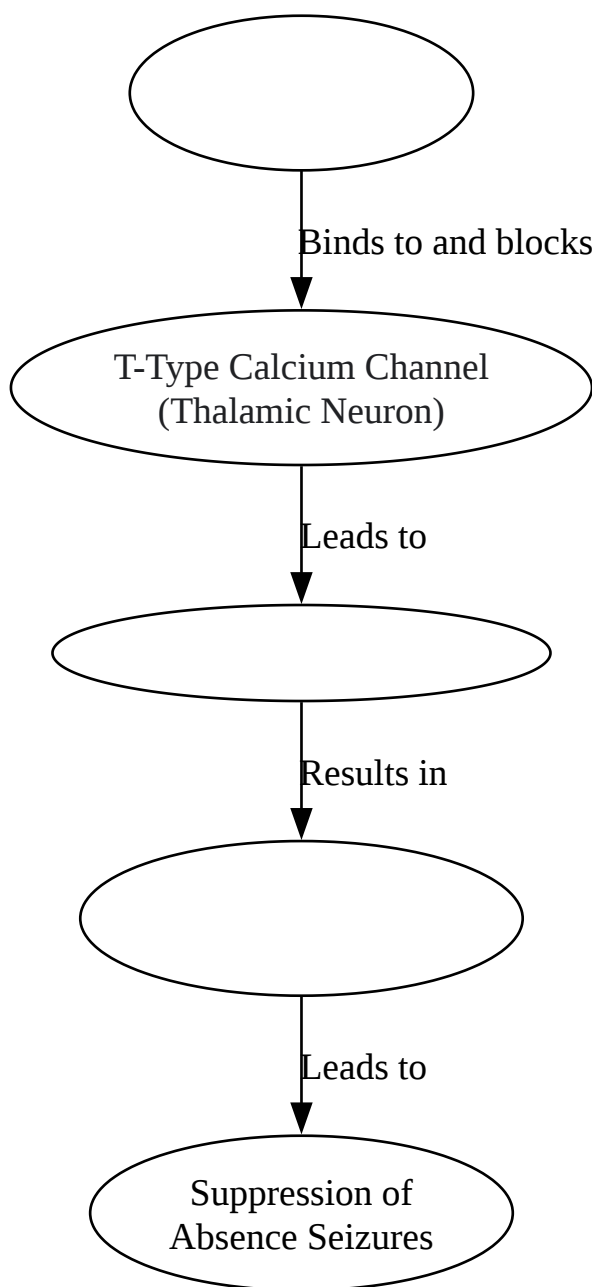 Binds to and blocks
T-Type Calcium Channel
(Thalamic Neuron)
Leads to
Results in
Leads to
Suppression of
Absence Seizures